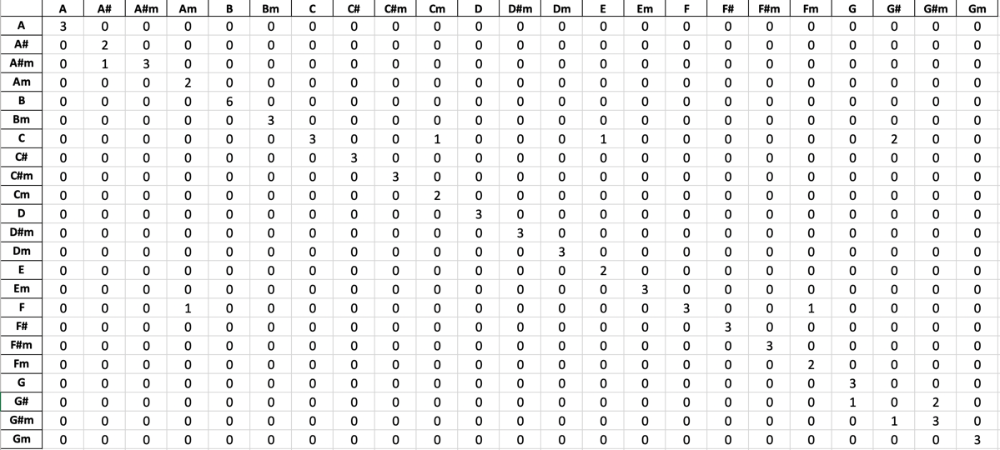 A A# A#m Am B Bm C C# C#m Cm D D#m Dm E Em F F# F#m Fm G G# G#m Gm
A 3 0 0 0 0 0 0 0 0 0 0 0 0 0 0 0 0 0 0 0 0 0 0
A# 0 2 0 0 0 0 0 0 0 0 0 0 0 0 0 0 0 0 0 0 0 0 0
A#m 0 1 3 0 0 0 0 0 0 0 0 0 0 0 0 0 0 0 0 0 0 0 0
Am 0 0 0 2 0 0 0 0 0 0 0 0 0 0 0 0 0 0 0 0 0 0 0
B 0 0 0 0 6 0 0 0 0 0 0 0 0 0 0 0 0 0 0 0 0 0 0
Bm 0 0 0 0 0 3 0 0 0 0 0 0 0 0 0 0 0 0 0 0 0 0 0
C 0 0 0 0 0 0 3 0 0 1 0 0 0 1 0 0 0 0 0 0 2 0 0
C# 0 0 0 0 0 0 0 3 0 0 0 0 0 0 0 0 0 0 0 0 0 0 0
C#m 0 0 0 0 0 0 0 0 3 0 0 0 0 0 0 0 0 0 0 0 0 0 0
Cm 0 0 0 0 0 0 0 0 0 2 0 0 0 0 0 0 0 0 0 0 0 0 0
D 0 0 0 0 0 0 0 0 0 0 3 0 0 0 0 0 0 0 0 0 0 0 0
D#m 0 0 0 0 0 0 0 0 0 0 0 3 0 0 0 0 0 0 0 0 0 0 0
Dm 0 0 0 0 0 0 0 0 0 0 0 0 3 0 0 0 0 0 0 0 0 0 0
E 0 0 0 0 0 0 0 0 0 0 0 0 0 2 0 0 0 0 0 0 0 0 0
Em 0 0 0 0 0 0 0 0 0 0 0 0 0 0 3 0 0 0 0 0 0 0 0
F 0 0 0 1 0 0 0 0 0 0 0 0 0 0 0 3 0 0 1 0 0 0 0
F# 0 0 0 0 0 0 0 0 0 0 0 0 0 0 0 0 3 0 0 0 0 0 0
F#m 0 0 0 0 0 0 0 0 0 0 0 0 0 0 0 0 0 3 0 0 0 0 0
Fm 0 0 0 0 0 0 0 0 0 0 0 0 0 0 0 0 0 0 2 0 0 0 0
G 0 0 0 0 0 0 0 0 0 0 0 0 0 0 0 0 0 0 0 3 0 0 0
G# 0 0 0 0 0 0 0 0 0 0 0 0 0 0 0 0 0 0 0 1 0 2 0
G#m 0 0 0 0 0 0 0 0 0 0 0 0 0 0 0 0 0 0 0 0 1 3 0
Gm 0 0 0 0 0 0 0 0 0 0 0 0 0 0 0 0 0 0 0 0 0 0 3